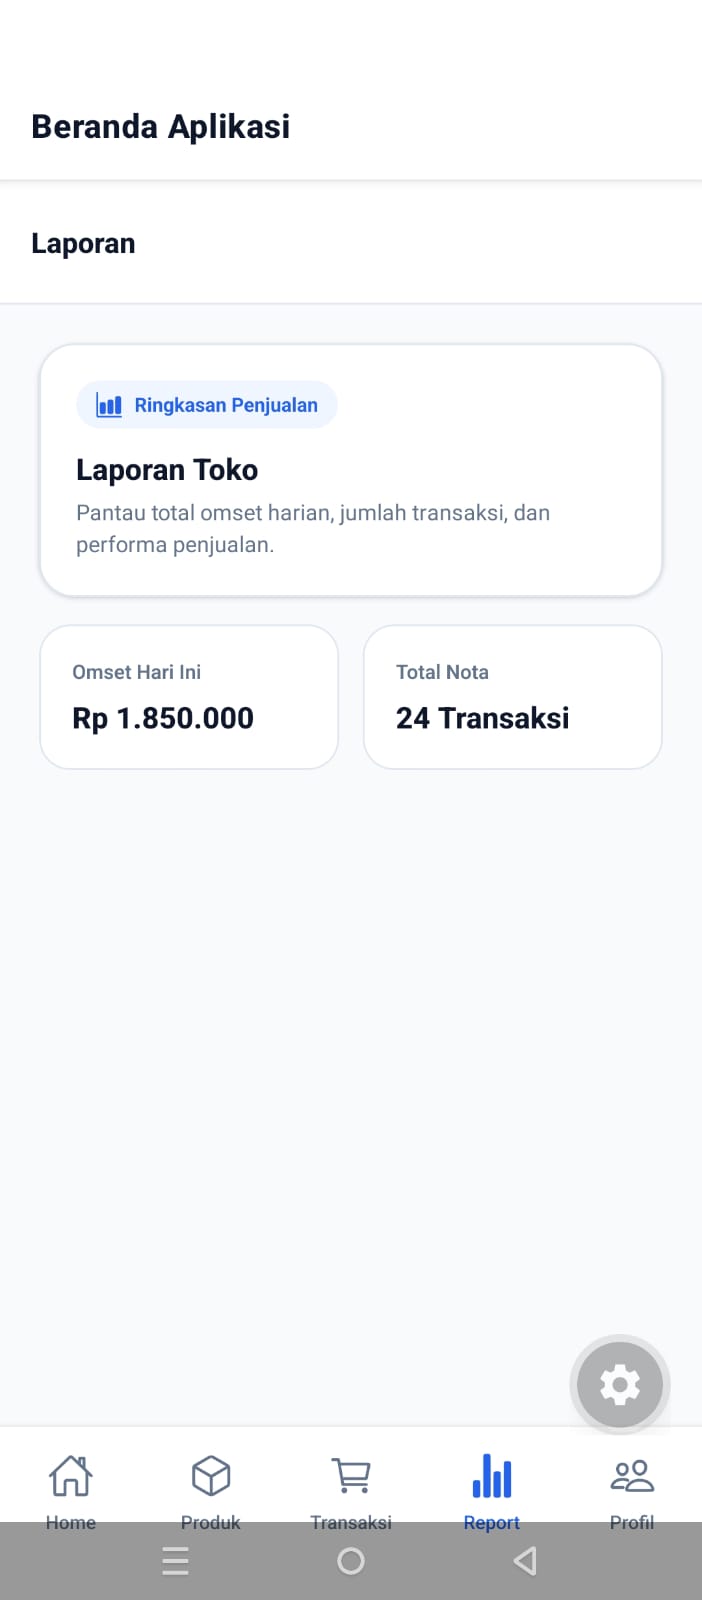 Beranda Aplikasi
Laporan
Ringkasan Penjualan
Laporan Toko
Pantau total omset harian, jumlah transaksi, dan
performa penjualan.
Omset Hari Ini
Rp 1.850.000
Total Nota
24 Transaksi
Home
Produk
Transaksi
Report
Profil